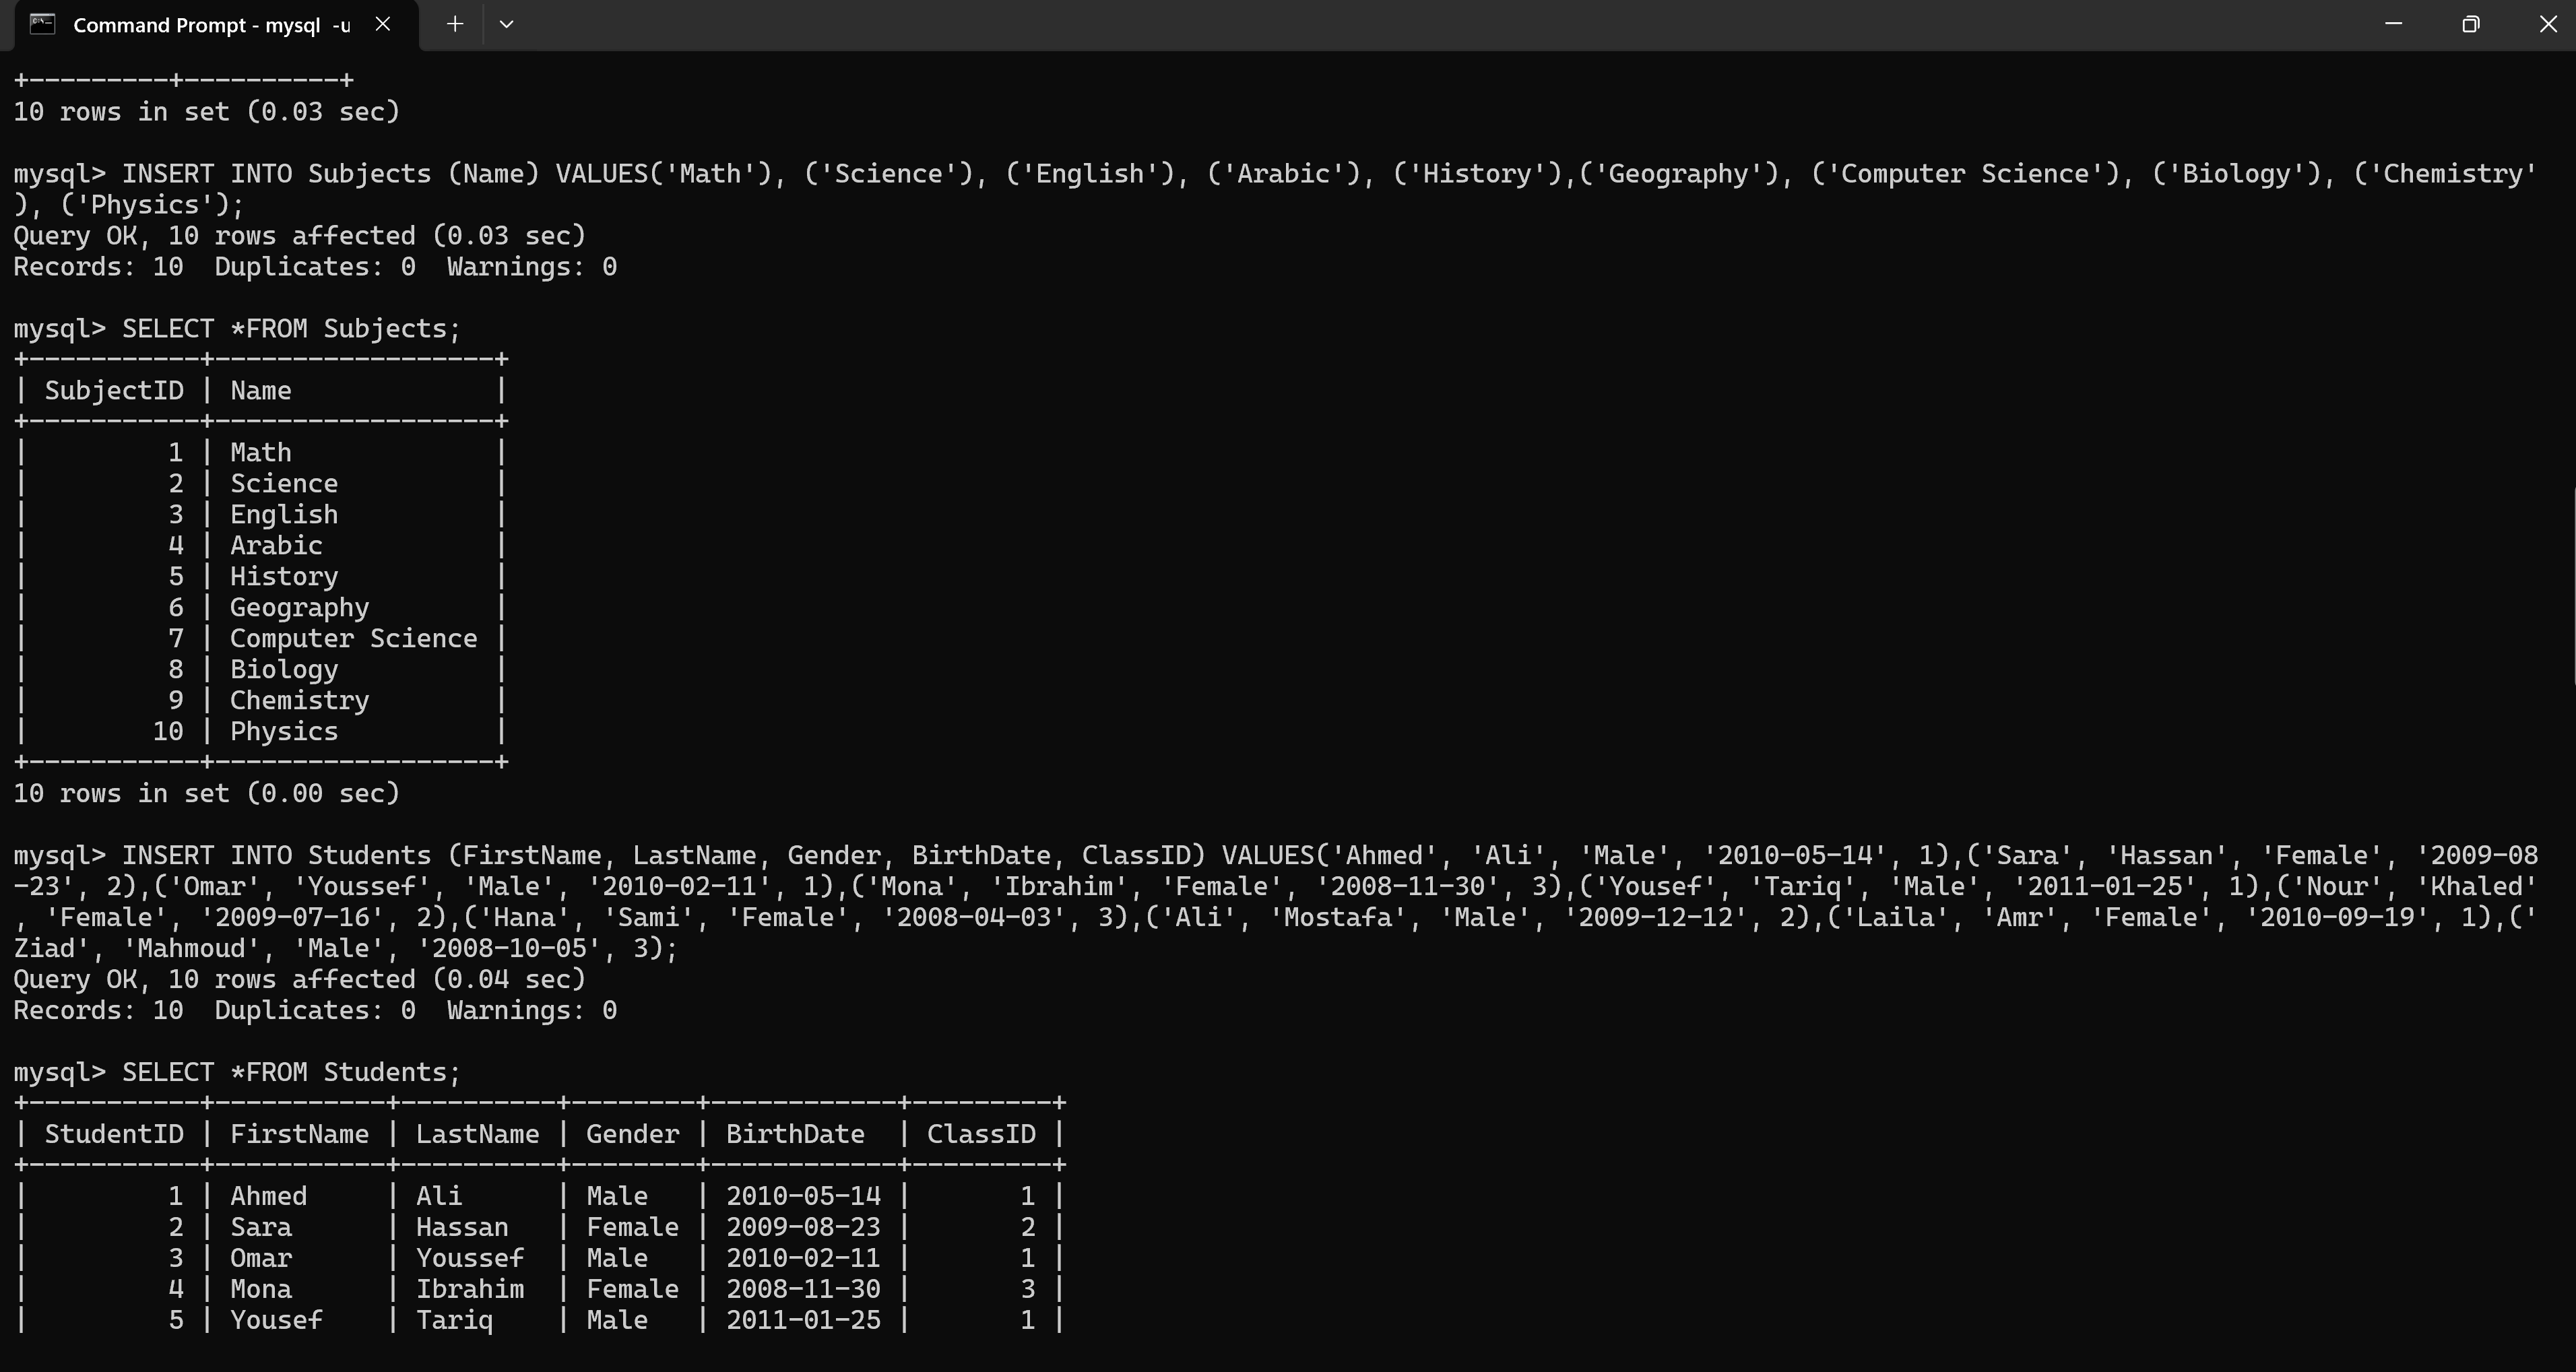 Command Prompt - mysql -u
+---------+----------+
10 rows in set (0.03 sec)
mysql> INSERT INTO Subjects (Name) VALUES('Math'), ('Science'), ('English'), ('Arabic'), ('History'),('Geography'), ('Computer Science'), ('Biology'), ('Chemistry'
), ('Physics');
Query OK, 10 rows affected (0.03 sec)
Records: 10  Duplicates: 0  Warnings: 0
mysql> SELECT *FROM Subjects;
+-----------+------------------+
| SubjectID | Name             |
+-----------+------------------+
|         1 | Math             |
|         2 | Science          |
|         3 | English          |
|         4 | Arabic           |
|         5 | History          |
|         6 | Geography        |
|         7 | Computer Science |
|         8 | Biology          |
|         9 | Chemistry        |
|        10 | Physics          |
+-----------+------------------+
10 rows in set (0.00 sec)
mysql> INSERT INTO Students (FirstName, LastName, Gender, BirthDate, ClassID) VALUES('Ahmed', 'Ali', 'Male', '2010-05-14', 1),('Sara', 'Hassan', 'Female', '2009-08
-23', 2),('Omar', 'Youssef', 'Male', '2010-02-11', 1),('Mona', 'Ibrahim', 'Female', '2008-11-30', 3),('Yousef', 'Tariq', 'Male', '2011-01-25', 1),('Nour', 'Khaled'
, 'Female', '2009-07-16', 2),('Hana', 'Sami', 'Female', '2008-04-03', 3),('Ali', 'Mostafa', 'Male', '2009-12-12', 2),('Laila', 'Amr', 'Female', '2010-09-19', 1),('
Ziad', 'Mahmoud', 'Male', '2008-10-05', 3);
Query OK, 10 rows affected (0.04 sec)
Records: 10  Duplicates: 0  Warnings: 0
mysql> SELECT *FROM Students;
+-----------+-----------+----------+--------+------------+---------+
| StudentID | FirstName | LastName | Gender | BirthDate  | ClassID |
+-----------+-----------+----------+--------+------------+---------+
|         1 | Ahmed     | Ali      | Male   | 2010-05-14 |       1 |
|         2 | Sara      | Hassan   | Female | 2009-08-23 |       2 |
|         3 | Omar      | Youssef  | Male   | 2010-02-11 |       1 |
|         4 | Mona      | Ibrahim  | Female | 2008-11-30 |       3 |
|         5 | Yousef    | Tariq    | Male   | 2011-01-25 |       1 |